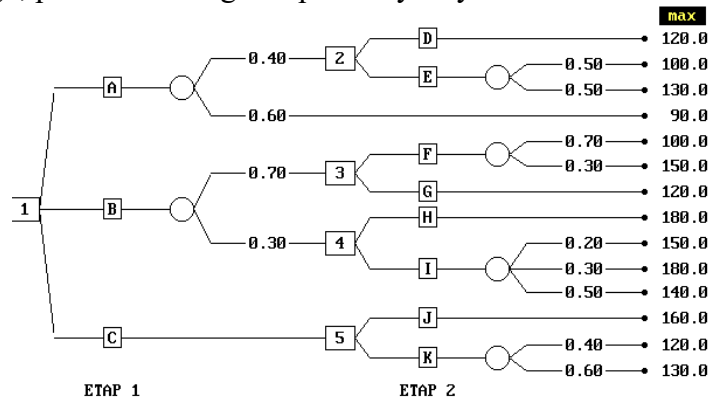 max
D 120.0
0.40 2 0.50 100.0
E
A 0.50 130.0
0.60 90.0
0.70 100.0
F
0.70 3 0.30 150.0
G 120.0
1 B H 180.0
0.30 4 0.20 150.0
I 0.30 180.0
0.50 140.0
J 160.0
C 5 0.40 120.0
K
0.60 130.0
ETAP 1 ETAP 2